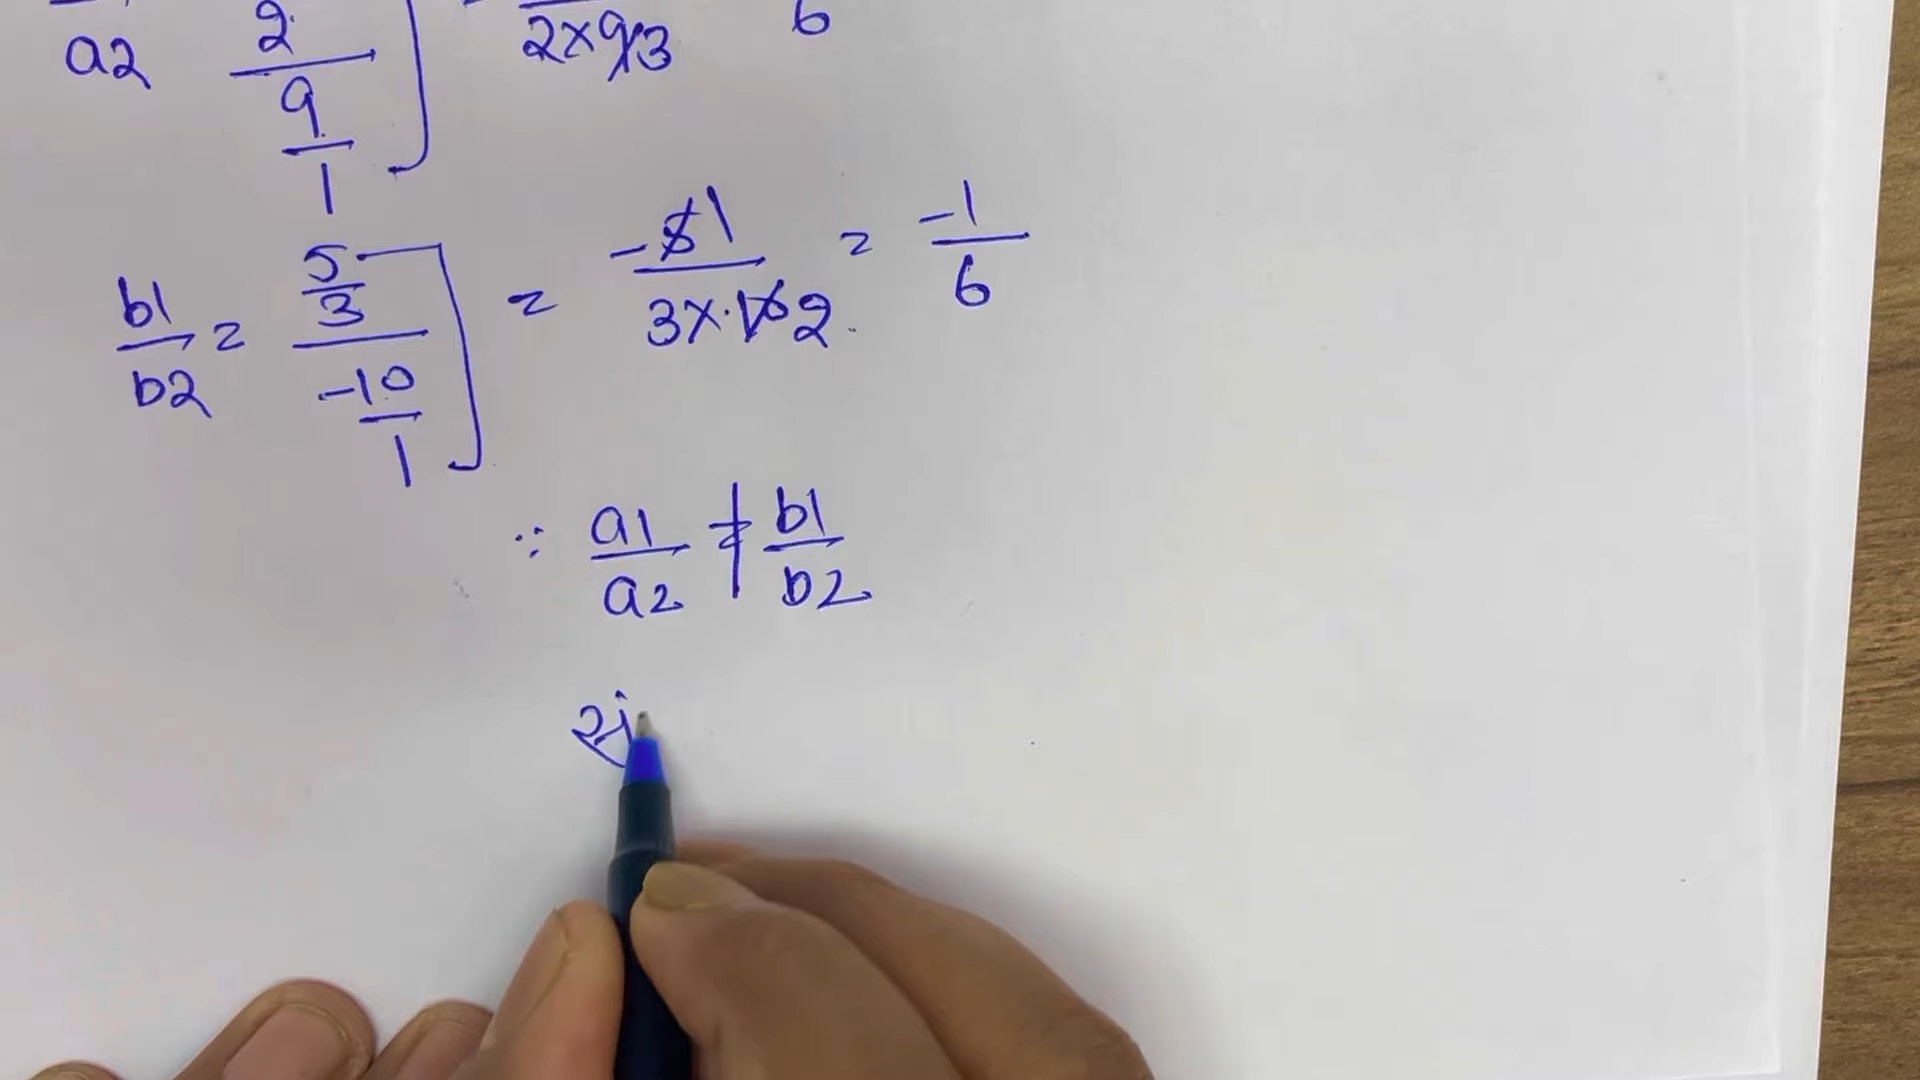 a2 2/(9/1) ] 2×9 3 6
b1/b2 = (5/3)/(-10/1) ] = -5 1/(3×10 2) = -1/6
∵ a1/a2 ≠ b1/b2
સં